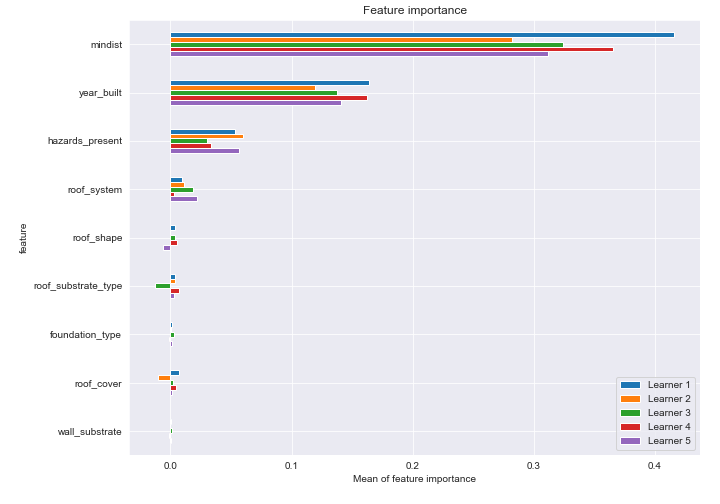 Feature importance
mindist
year_built
hazards_present
roof_system
roof_shape
roof_substrate_type
foundation_type
roof_cover
wall_substrate
feature
0.0
0.1
0.2
0.3
0.4
Mean of feature importance
Learner 1
Learner 2
Learner 3
Learner 4
Learner 5